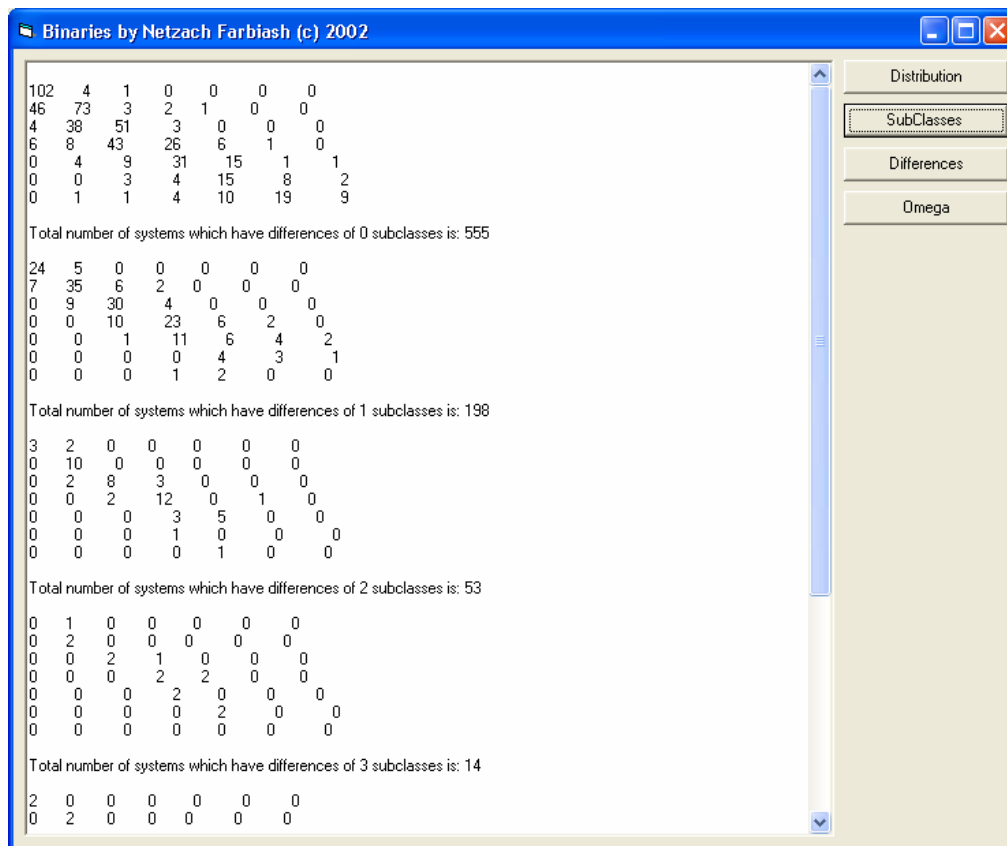 Binaries by Netzach Farbiash (c) 2002
102 4 1 0 0 0 0
46 73 3 2 1 0 0
4 38 51 3 0 0 0
6 8 43 26 6 1 0
0 4 9 31 15 1 1
0 0 3 4 15 8 2
0 1 1 4 10 19 9
Total number of systems which have differences of 0 subclasses is: 555
24 5 0 0 0 0 0
7 35 6 2 0 0 0
0 9 30 4 0 0 0
0 0 10 23 6 2 0
0 0 1 11 6 4 2
0 0 0 0 4 3 1
0 0 0 1 2 0 0
Total number of systems which have differences of 1 subclasses is: 198
3 2 0 0 0 0 0
0 10 0 0 0 0 0
0 2 8 3 0 0 0
0 0 2 12 0 1 0
0 0 0 3 5 0 0
0 0 0 1 0 0 0
0 0 0 0 1 0 0
Total number of systems which have differences of 2 subclasses is: 53
0 1 0 0 0 0 0
0 2 0 0 0 0 0
0 0 2 1 0 0 0
0 0 0 2 2 0 0
0 0 0 2 0 0 0
0 0 0 0 2 0 0
0 0 0 0 0 0 0
Total number of systems which have differences of 3 subclasses is: 14
2 0 0 0 0 0 0
0 2 0 0 0 0 0
Distribution
SubClasses
Differences
Omega